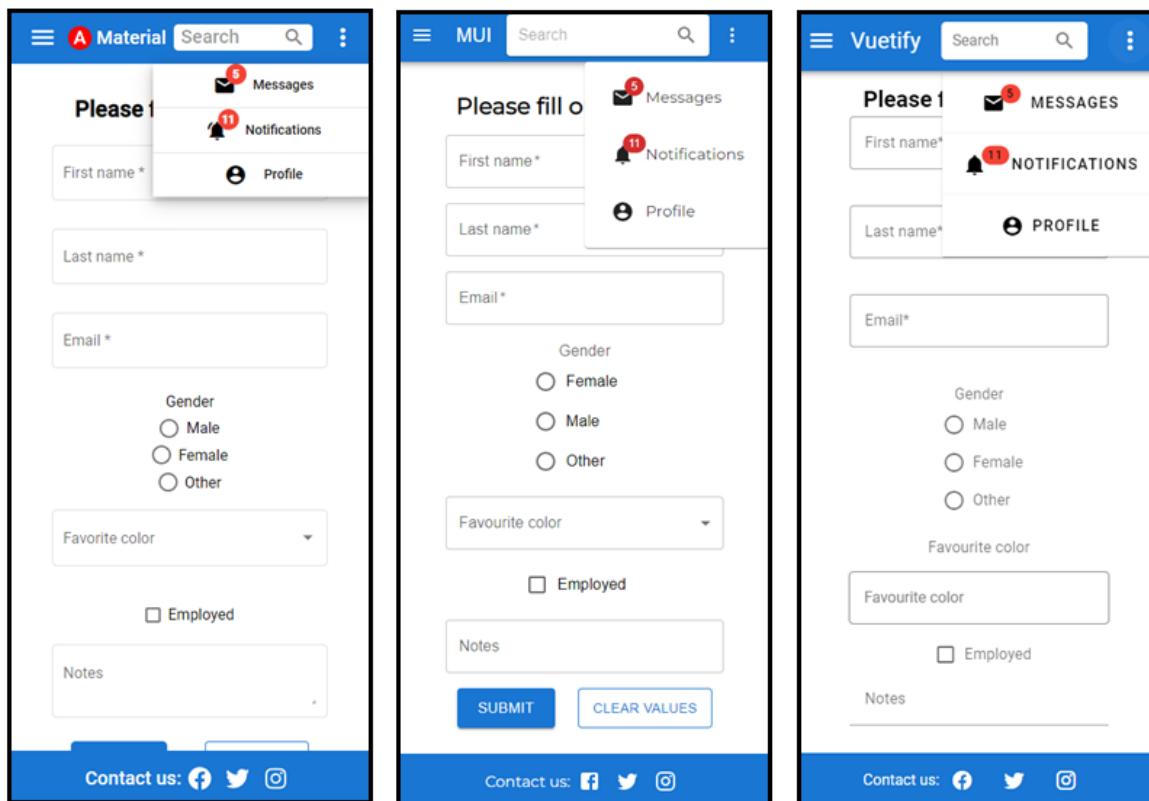 A Material Search
5
Messages
11
Notifications
Profile
Please f
First name *
Last name *
Email *
Gender
Male
Female
Other
Favorite color
Employed
Notes
Contact us:
MUI Search
5
Messages
11
Notifications
Profile
Please fill o
First name*
Last name*
Email*
Gender
Female
Male
Other
Favourite color
Employed
Notes
SUBMIT CLEAR VALUES
Contact us:
Vuetify Search
5
MESSAGES
11
NOTIFICATIONS
PROFILE
Please f
First name*
Last name*
Email*
Gender
Male
Female
Other
Favourite color
Favourite color
Employed
Notes
Contact us: